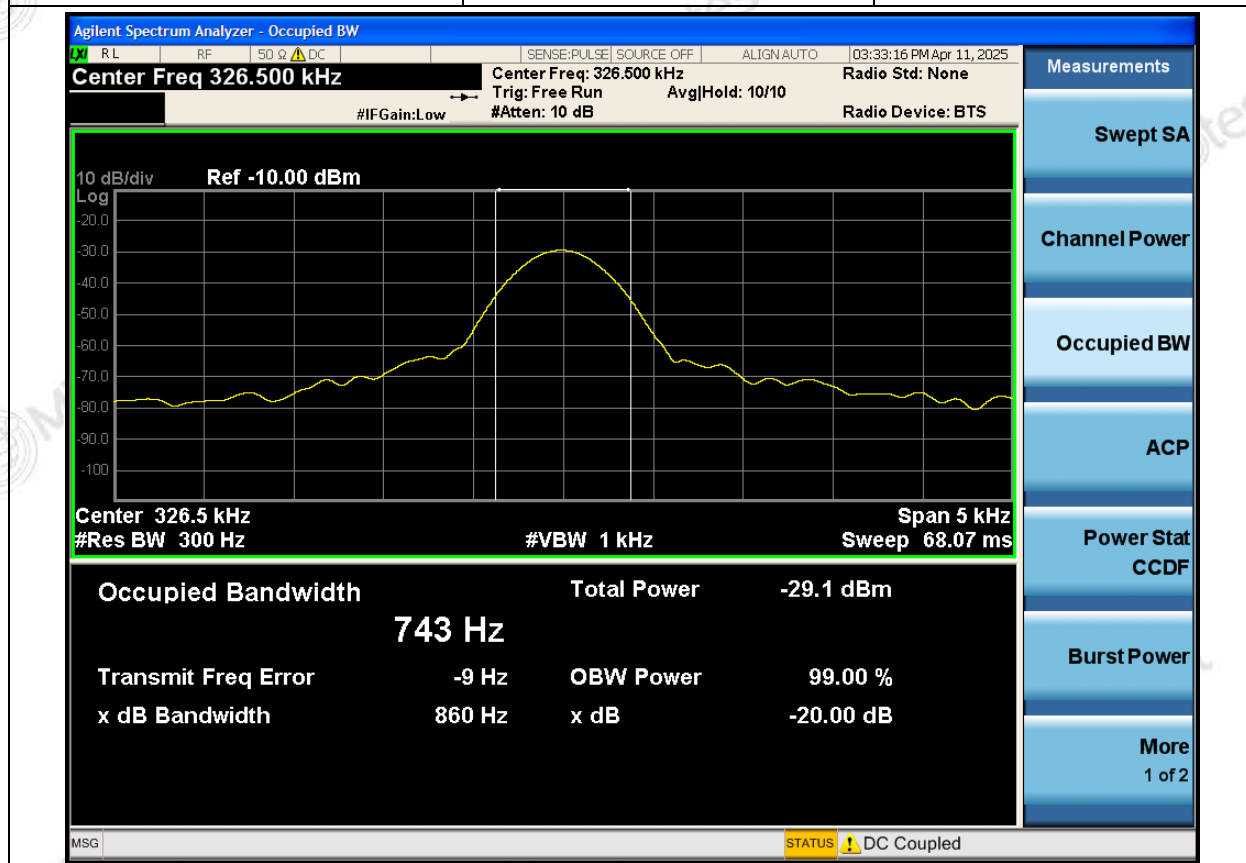 Agilent Spectrum Analyzer - Occupied BW
LXI RL RF 50 Ω DC SENSE:PULSE SOURCE OFF ALIGN AUTO 03:33:16 PM Apr 11, 2025
Center Freq 326.500 kHz
Center Freq: 326.500 kHz
Radio Std: None
Trig: Free Run Avg|Hold: 10/10
#IFGain:Low
#Atten: 10 dB
Radio Device: BTS
10 dB/div Ref -10.00 dBm
Log
-20.0
-30.0
-40.0
-50.0
-60.0
-70.0
-80.0
-90.0
-100
Center 326.5 kHz Span 5 kHz
#Res BW 300 Hz #VBW 1 kHz Sweep 68.07 ms
Occupied Bandwidth Total Power -29.1 dBm
743 Hz
Transmit Freq Error -9 Hz OBW Power 99.00 %
x dB Bandwidth 860 Hz x dB -20.00 dB
Measurements
Swept SA
Channel Power
Occupied BW
ACP
Power Stat
CCDF
Burst Power
More
1 of 2
MSG STATUS DC Coupled